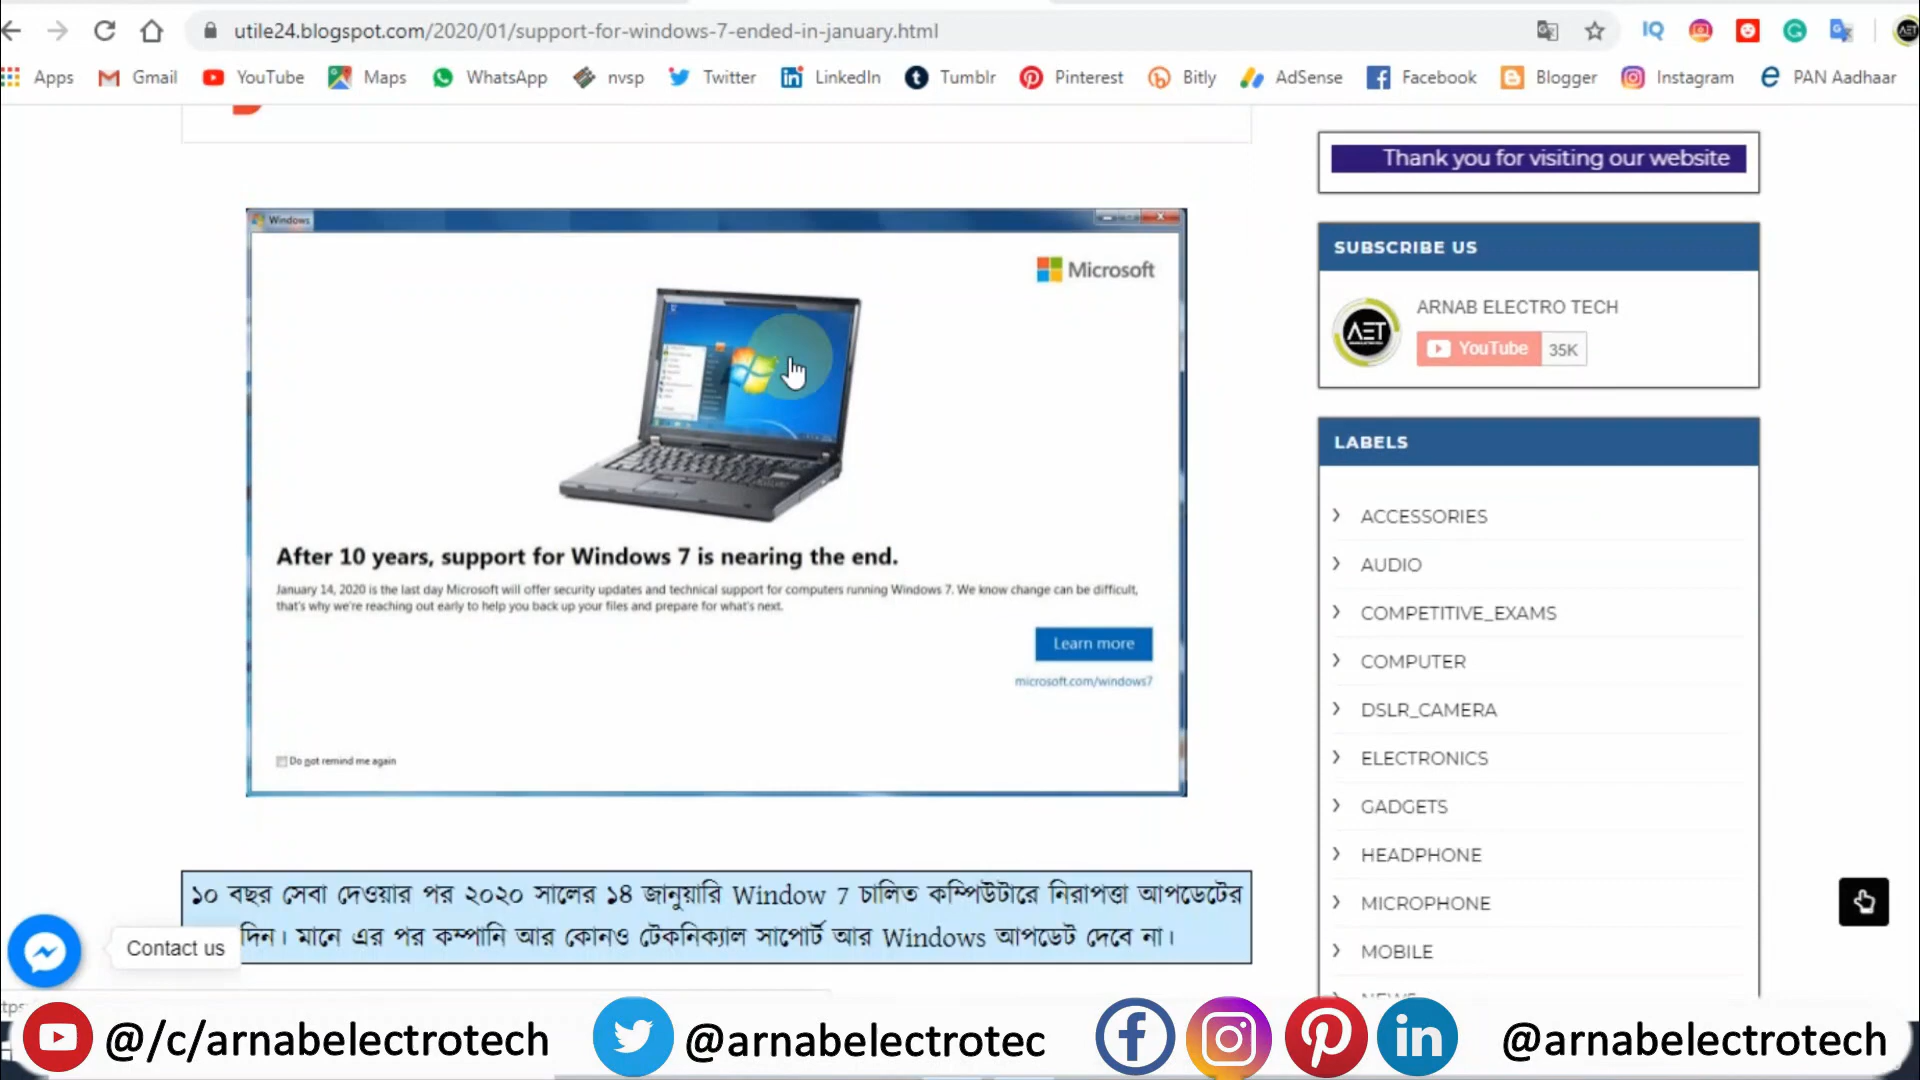 utile24.blogspot.com/2020/01/support-for-windows-7-ended-in-january.html
Apps Gmail YouTube Maps WhatsApp nvsp Twitter LinkedIn Tumblr Pinterest Bitly AdSense Facebook Blogger Instagram PAN Aadhaar
Thank you for visiting our website
Windows
Microsoft
After 10 years, support for Windows 7 is nearing the end.
January 14, 2020 is the last day Microsoft will offer security updates and technical support for computers running Windows 7. We know change can be difficult,
that's why we're reaching out early to help you back up your files and prepare for what's next.
Learn more
microsoft.com/windows7
Do not remind me again
SUBSCRIBE US
AET
ARNAB ELECTRO TECH
YouTube 35K
LABELS
ACCESSORIES
AUDIO
COMPETITIVE_EXAMS
COMPUTER
DSLR_CAMERA
ELECTRONICS
GADGETS
HEADPHONE
MICROPHONE
MOBILE
১০ বছর সেবা দেওয়ার পর ২০২০ সালের ১৪ জানুয়ারি Window 7 চালিত কম্পিউটারে নিরাপত্তা আপডেটের
দিন। মানে এর পর কম্পানি আর কোনও টেকনিক্যাল সাপোর্ট আর Windows আপডেট দেবে না।
Contact us
@/c/arnabelectrotech @arnabelectrotec @arnabelectrotech